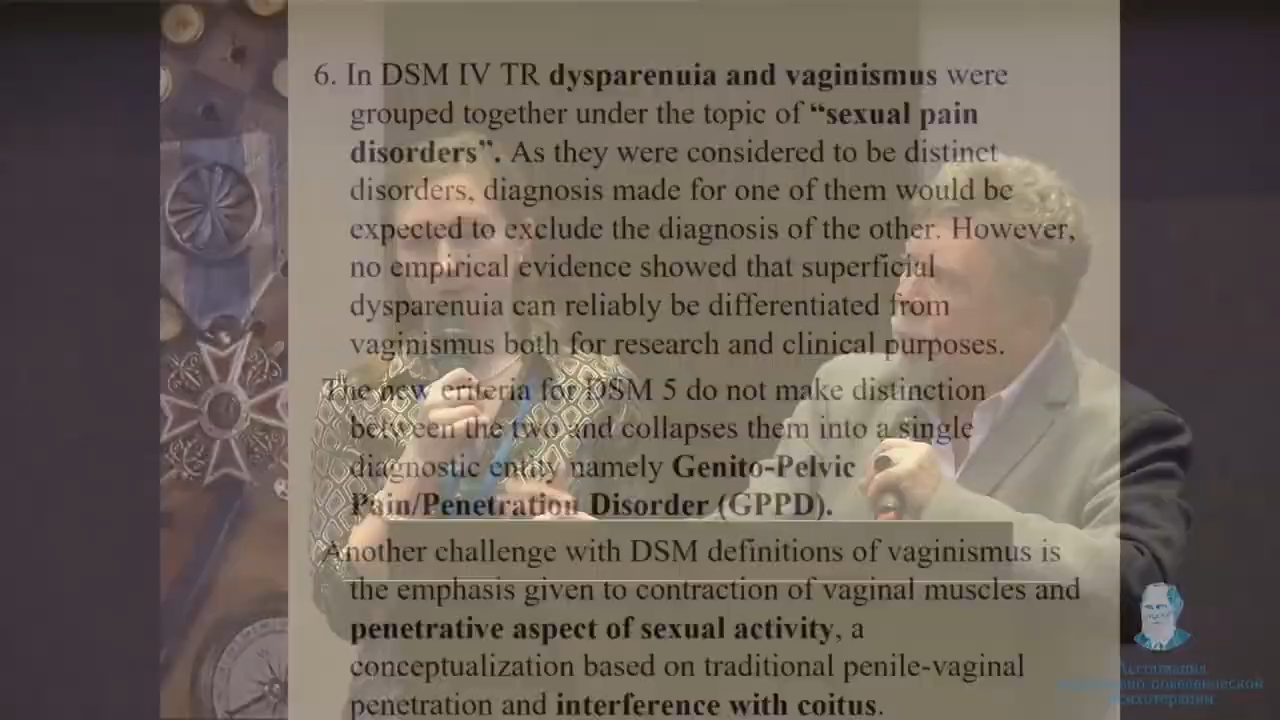 6. In DSM IV TR dysparenuia and vaginismus were
grouped together under the topic of “sexual pain
disorders”. As they were considered to be distinct
disorders, diagnosis made for one of them would be
expected to exclude the diagnosis of the other. However,
no empirical evidence showed that superficial
dysparenuia can reliably be differentiated from
vaginismus both for research and clinical purposes.
The new criteria for DSM 5 do not make distinction
between the two and collapses them into a single
diagnostic entity namely Genito-Pelvic
Pain/Penetration Disorder (GPPD).
Another challenge with DSM definitions of vaginismus is
the emphasis given to contraction of vaginal muscles and
penetrative aspect of sexual activity, a
conceptualization based on traditional penile-vaginal
penetration and interference with coitus.
Ассоциация
когнитивно поведенческой
психотерапии